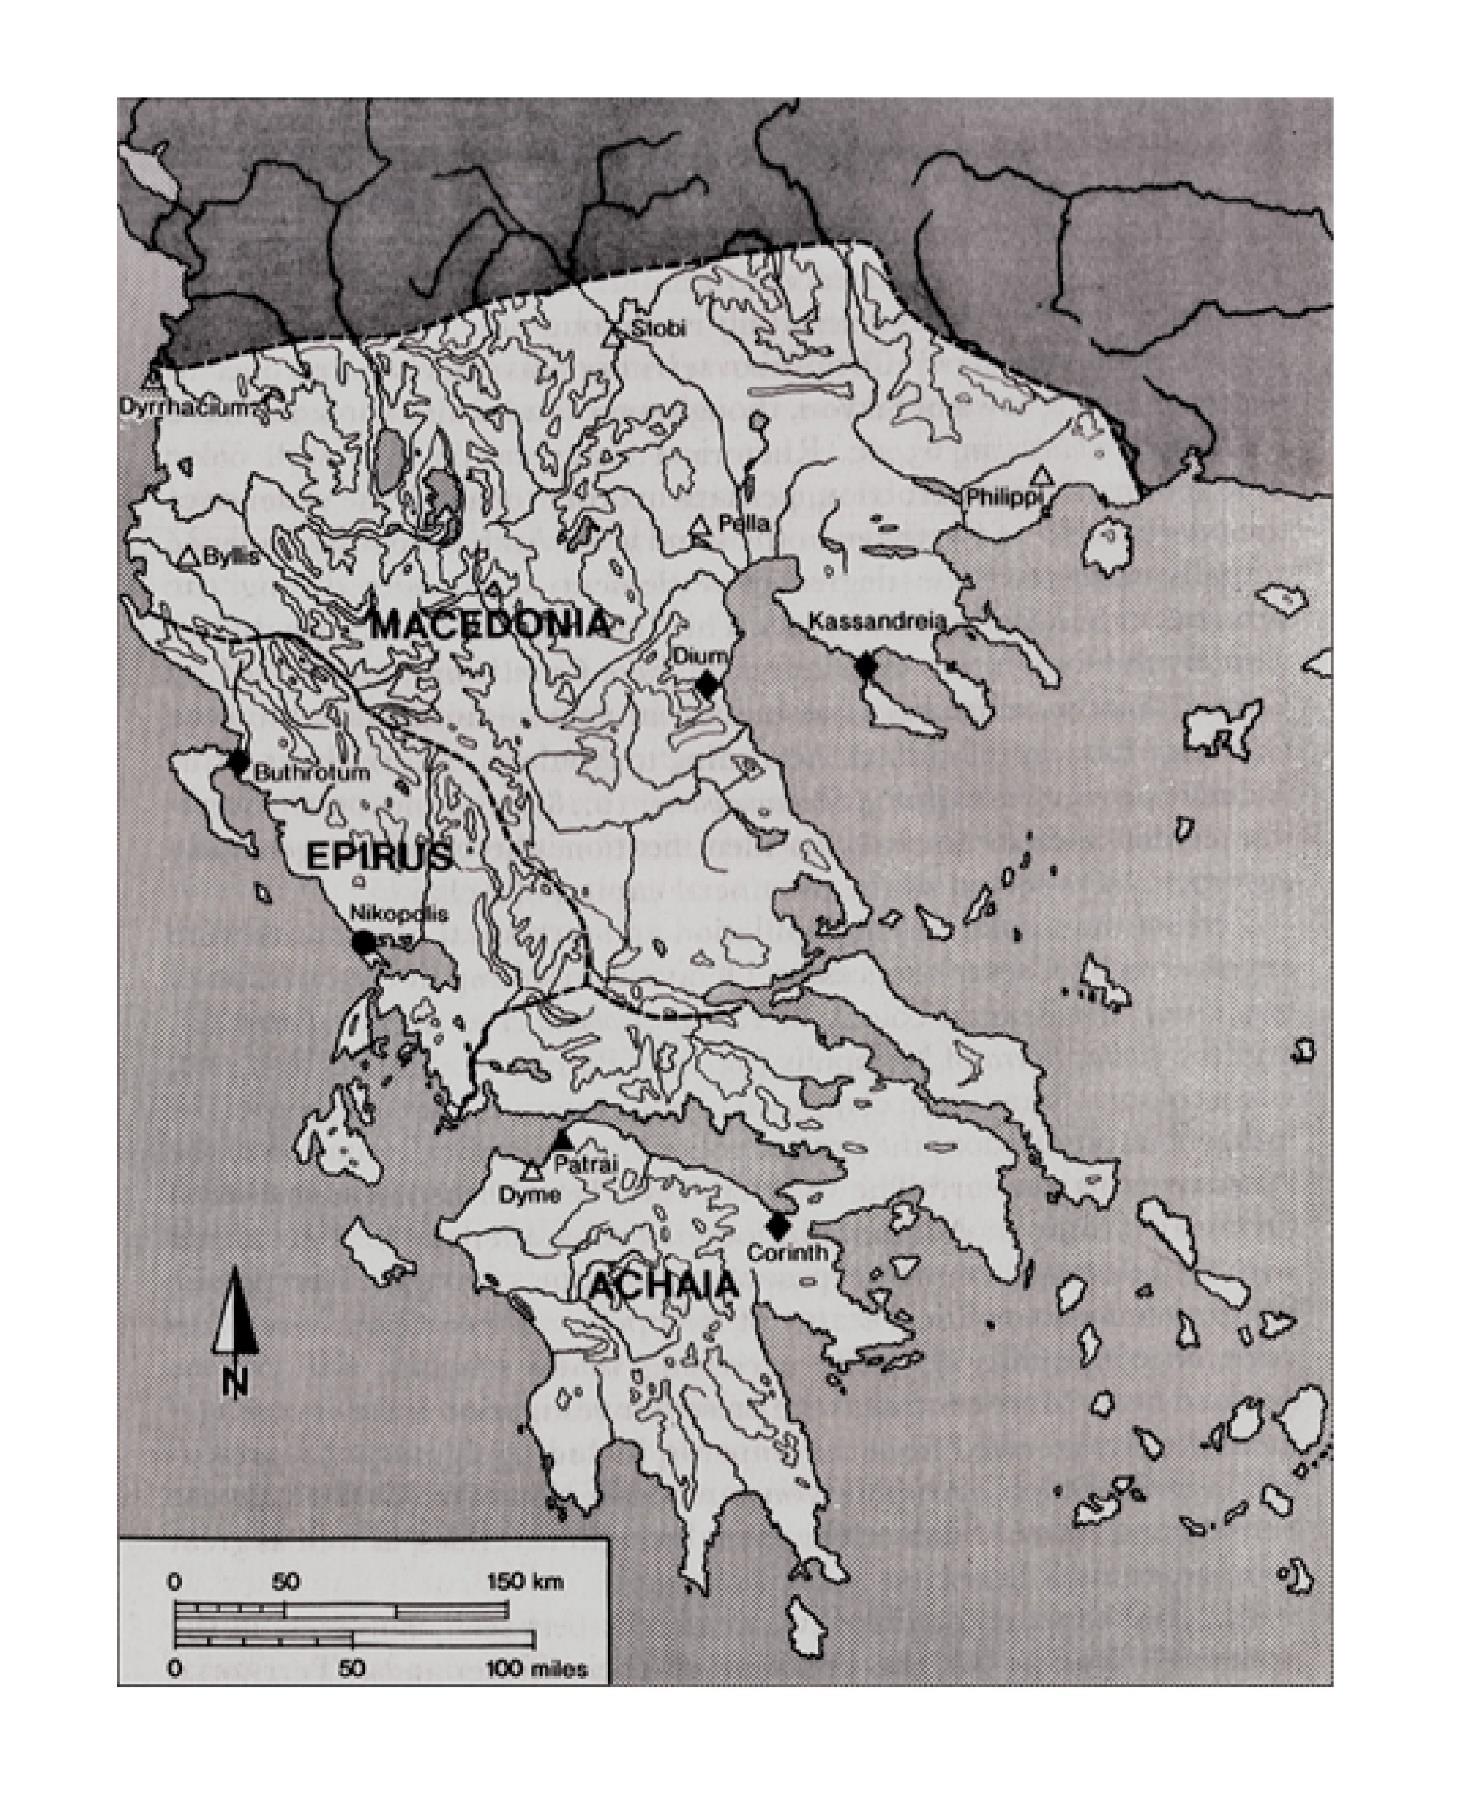 Stobi
Dyrrhacium
Philippi
Pella
Byllis
MACEDONIA
Kassandreia
Dium
Buthrotum
EPIRUS
Nikopolis
Patrai
Dyme
Corinth
ACHAIA
N
0 50 150 km
0 50 100 miles